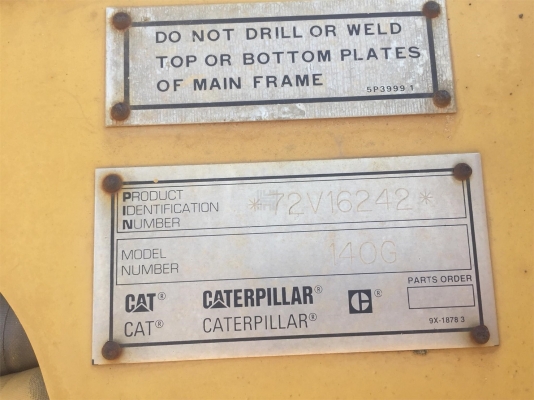 DO NOT DRILL OR WELD
TOP OR BOTTOM PLATES
OF MAIN FRAME
5P3999 1
PRODUCT
IDENTIFICATION
NUMBER
*72V16242*
MODEL
NUMBER
140G
PARTS ORDER
CAT® CATERPILLAR® C®
CAT® CATERPILLAR®
9X-1878 3